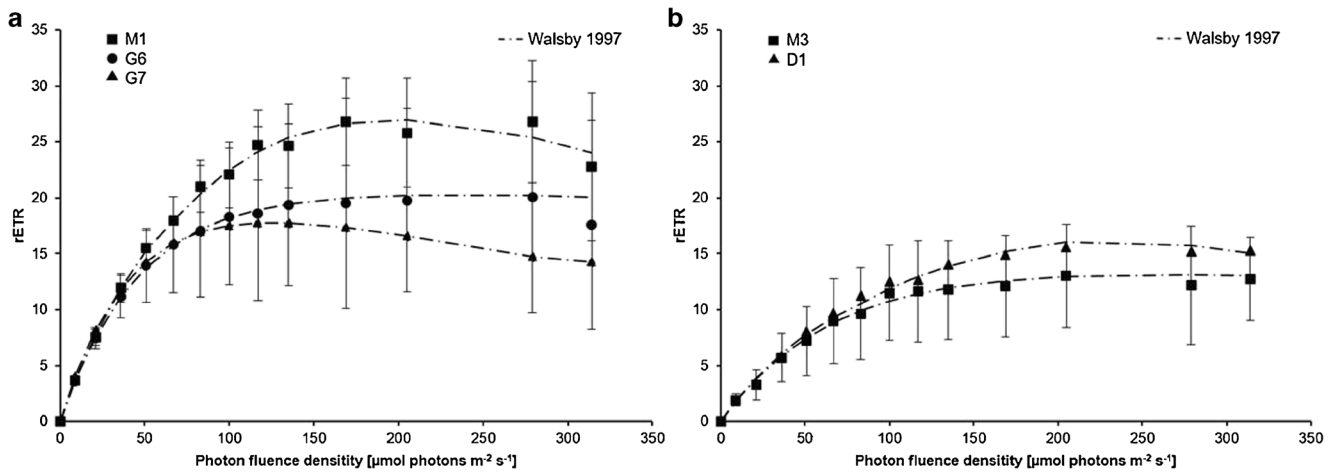 a
35
30
25
20
15
10
5
0
rETR
M1
G6
G7
Walsby 1997
0 50 100 150 200 250 300 350
Photon fluence densitity [µmol photons m⁻² s⁻¹]
b
35
30
25
20
15
10
5
0
rETR
M3
D1
Walsby 1997
0 50 100 150 200 250 300 350
Photon fluence densitity [µmol photons m⁻² s⁻¹]